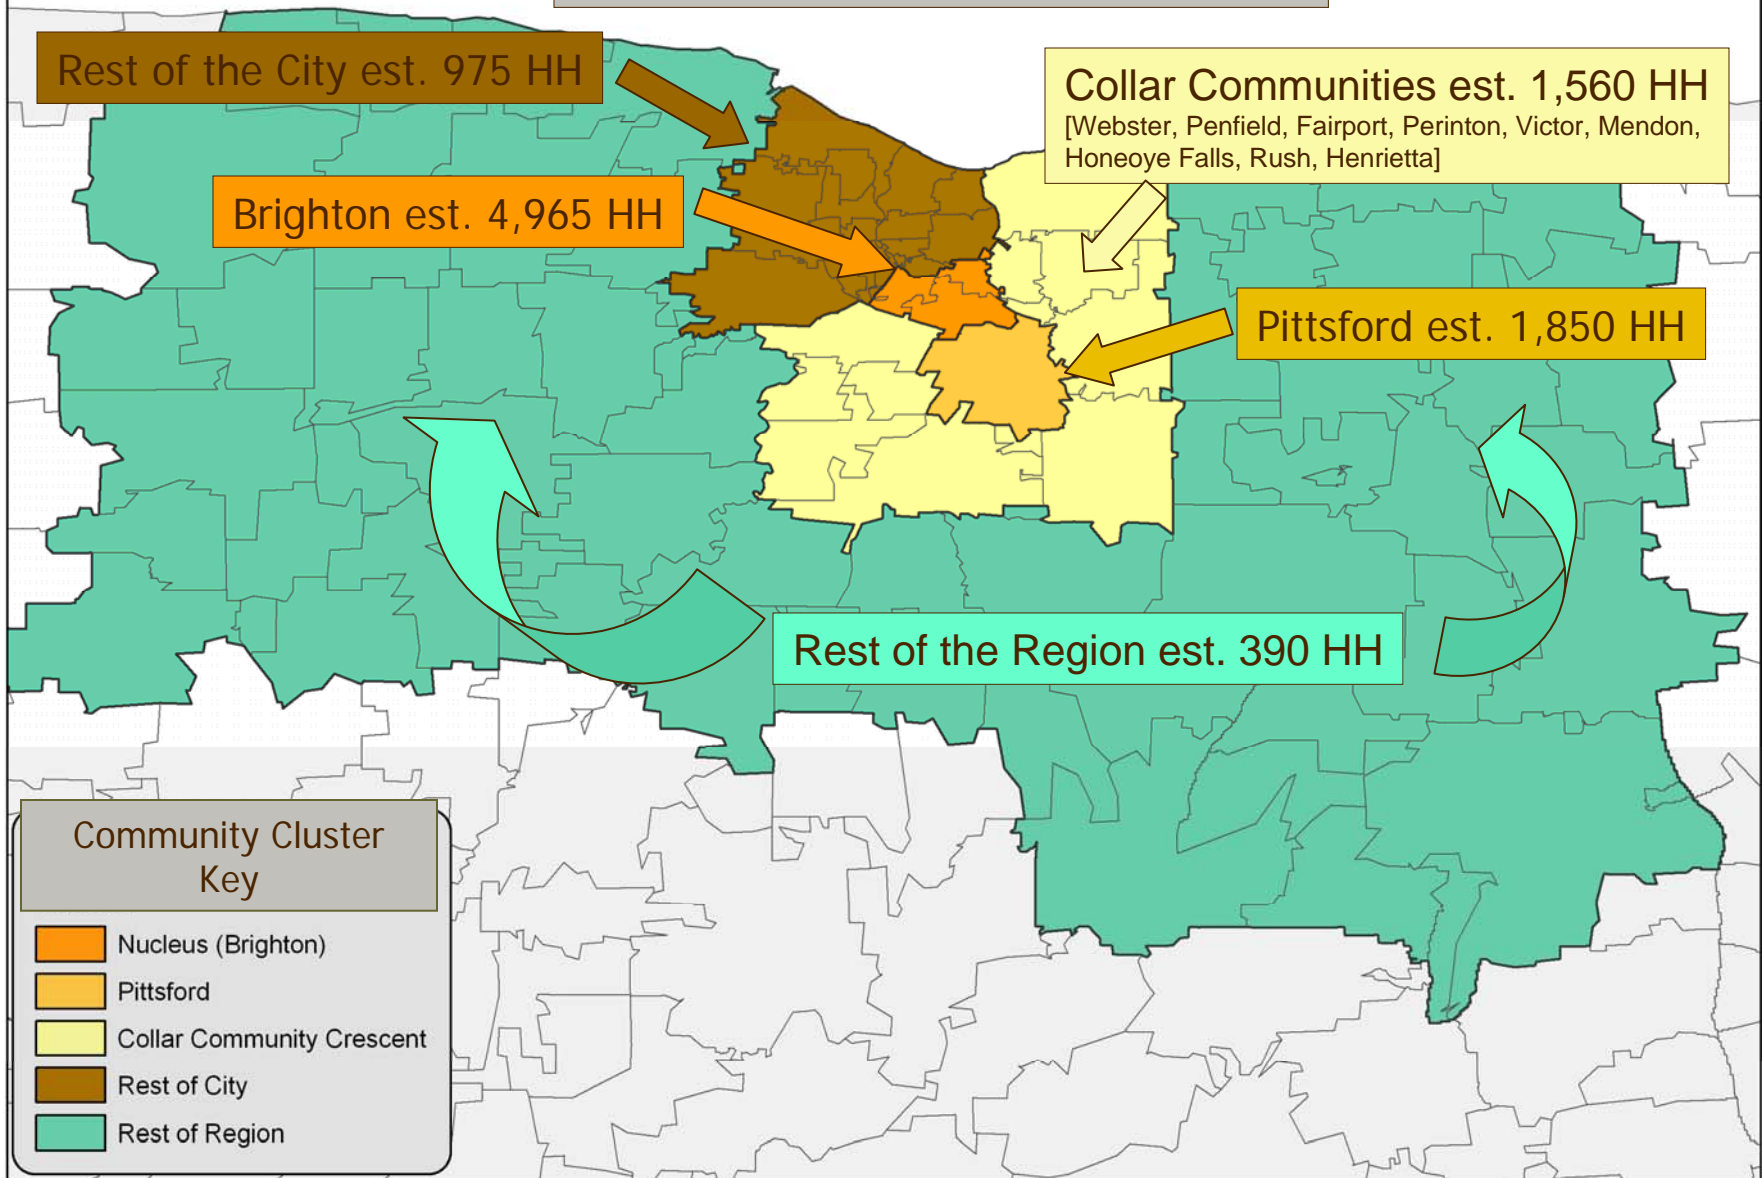 Rest of the City est. 975 HH
Collar Communities est. 1,560 HH
[Webster, Penfield, Fairport, Perinton, Victor, Mendon,
Honeoye Falls, Rush, Henrietta]
Brighton est. 4,965 HH
Pittsford est. 1,850 HH
Rest of the Region est. 390 HH
Community Cluster
Key
Nucleus (Brighton)
Pittsford
Collar Community Crescent
Rest of City
Rest of Region